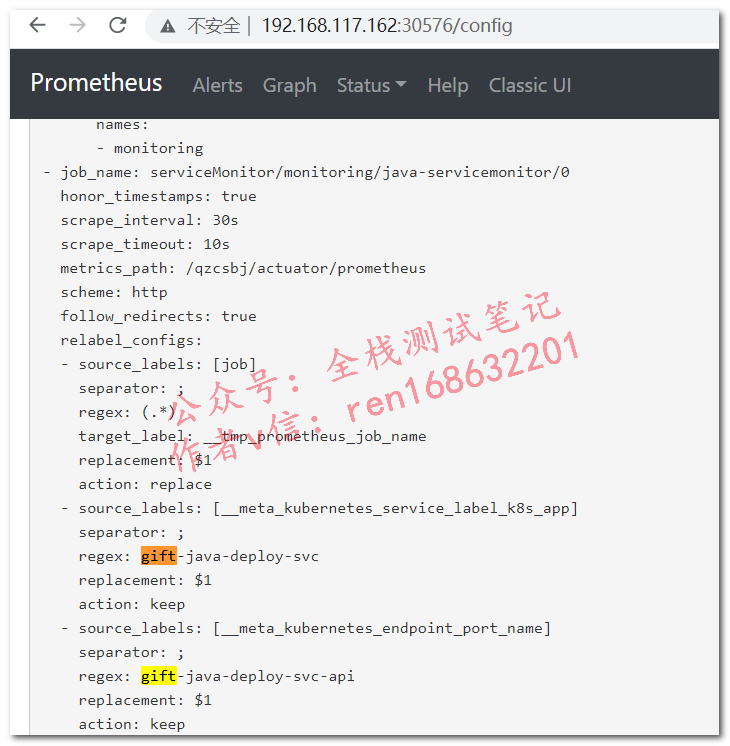 不安全 | 192.168.117.162:30576/config
Prometheus Alerts Graph Status Help Classic UI
names:
- monitoring
- job_name: serviceMonitor/monitoring/java-servicemonitor/0
honor_timestamps: true
scrape_interval: 30s
scrape_timeout: 10s
metrics_path: /qzcsbj/actuator/prometheus
scheme: http
follow_redirects: true
relabel_configs:
- source_labels: [job]
separator: ;
regex: (.*)
target_label: __tmp_prometheus_job_name
replacement: $1
action: replace
- source_labels: [__meta_kubernetes_service_label_k8s_app]
separator: ;
regex: gift-java-deploy-svc
replacement: $1
action: keep
- source_labels: [__meta_kubernetes_endpoint_port_name]
separator: ;
regex: gift-java-deploy-svc-api
replacement: $1
action: keep
公众号：全栈测试笔记
作者v信：ren168632201